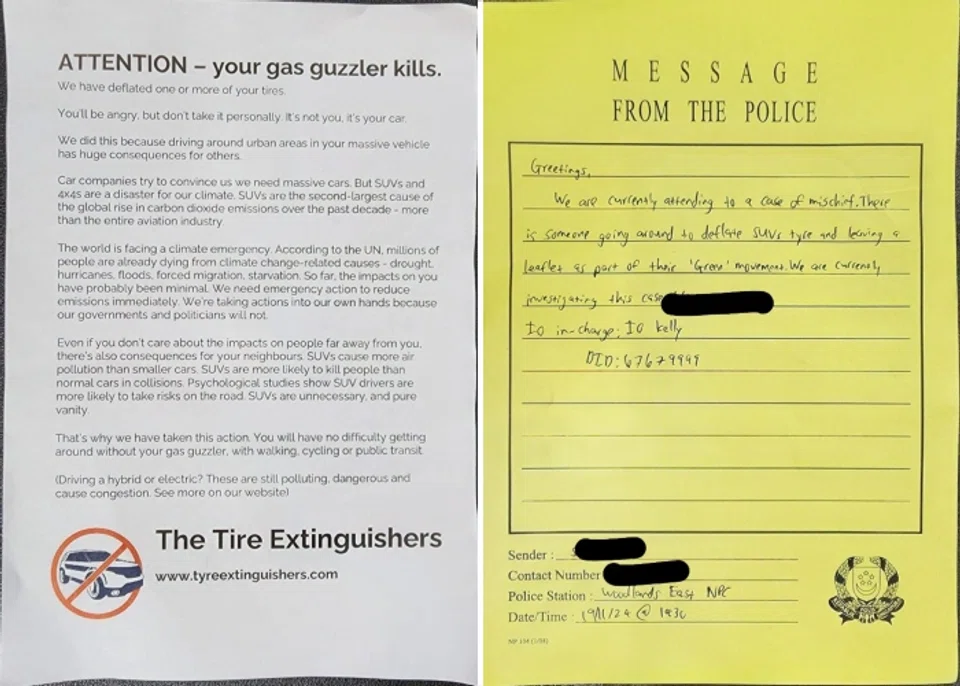 ATTENTION – your gas guzzler kills.
We have deflated one or more of your tires.
You'll be angry, but don't take it personally. It's not you, it's your car.
We did this because driving around urban areas in your massive vehicle
has huge consequences for others.
Car companies try to convince us we need massive cars. But SUVs and
4x4s are a disaster for our climate. SUVs are the second-largest cause of
the global rise in carbon dioxide emissions over the past decade - more
than the entire aviation industry.
The world is facing a climate emergency. According to the UN, millions of
people are already dying from climate change-related causes - drought,
hurricanes, floods, forced migration, starvation. So far, the impacts on you
have probably been minimal. We need emergency action to reduce
emissions immediately. We're taking actions into our own hands because
our governments and politicians will not.
Even if you don't care about the impacts on people far away from you,
there's also consequences for your neighbours. SUVs cause more air
pollution than smaller cars. SUVs are more likely to kill people than
normal cars in collisions. Psychological studies show SUV drivers are
more likely to take risks on the road. SUVs are unnecessary, and pure
vanity.
That's why we have taken this action. You will have no difficulty getting
around without your gas guzzler, with walking, cycling or public transit.
(Driving a hybrid or electric? These are still polluting, dangerous and
cause congestion. See more on our website)
The Tire Extinguishers
www.tyreextinguishers.com
MESSAGE
FROM THE POLICE
Greetings,
We are currently attending to a case of mischief. There
is someone going around to deflate SUVs tyre and leaving a
leaflet as part of their 'Green' movement. We are currently
investigating this case
IO in-charge: IO Kelly
DID: 67679999
Sender :
Contact Number
Police Station : Woodlands East NPC
Date/Time : 19/11/24 @ 1430